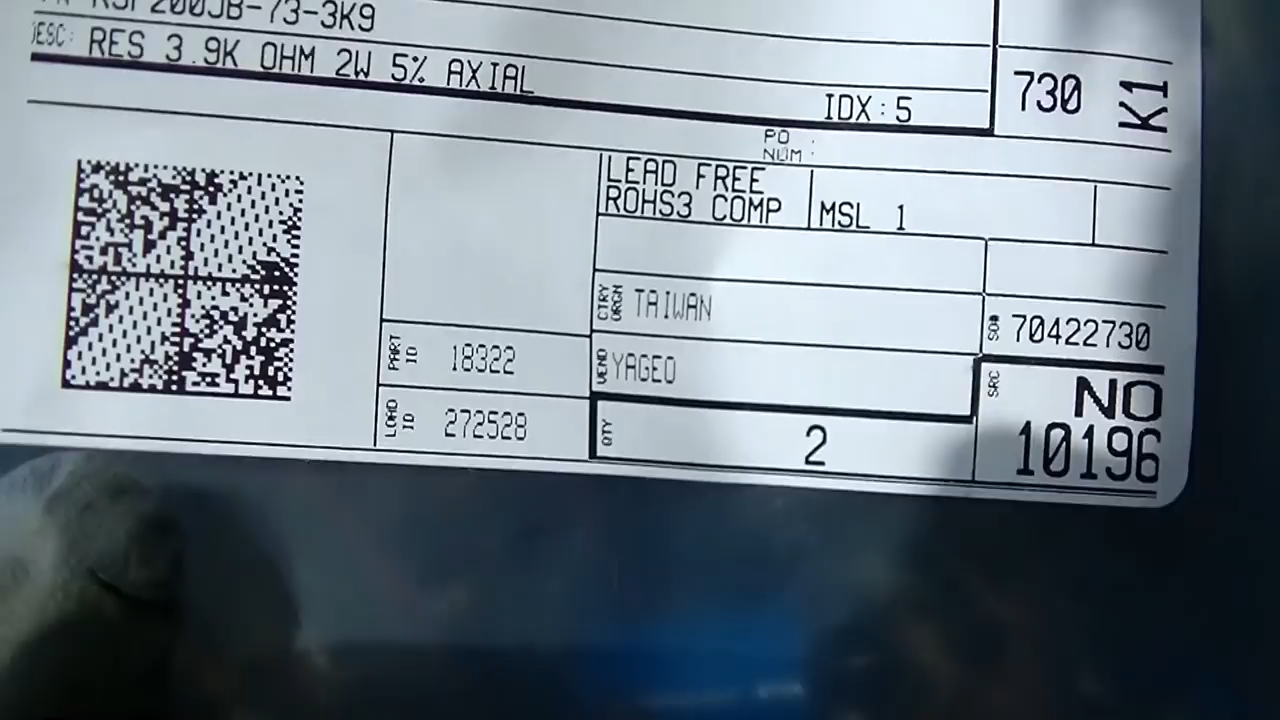 RSF200JB-73-3K9
DESC: RES 3.9K OHM 2W 5% AXIAL
IDX:5
730
K1
PO
NUM :
LEAD FREE
ROHS3 COMP
MSL 1
CTRY
ORGN
TAIWAN
SO#
70422730
PART
ID
18322
VEND
YAGEO
SRC
NO
10196
LOAD
ID
272528
QTY
2